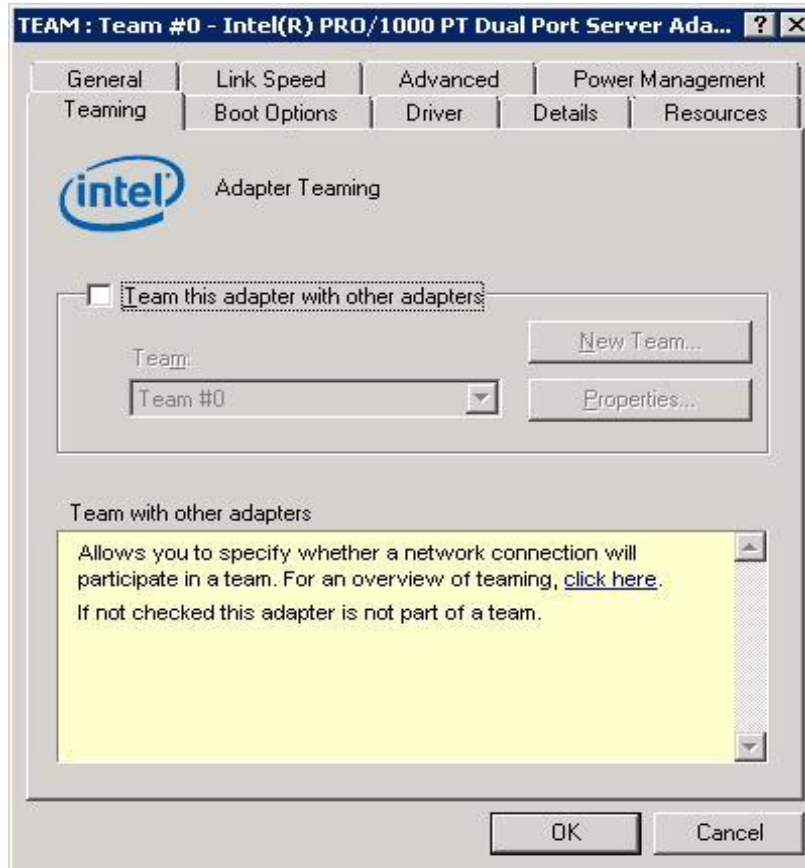 TEAM : Team #0 - Intel(R) PRO/1000 PT Dual Port Server Ada...
General Link Speed Advanced Power Management
Teaming Boot Options Driver Details Resources
intel Adapter Teaming
Team this adapter with other adapters
New Team...
Team:
Team #0
Properties...
Team with other adapters
Allows you to specify whether a network connection will
participate in a team. For an overview of teaming, click here.
If not checked this adapter is not part of a team.
OK Cancel